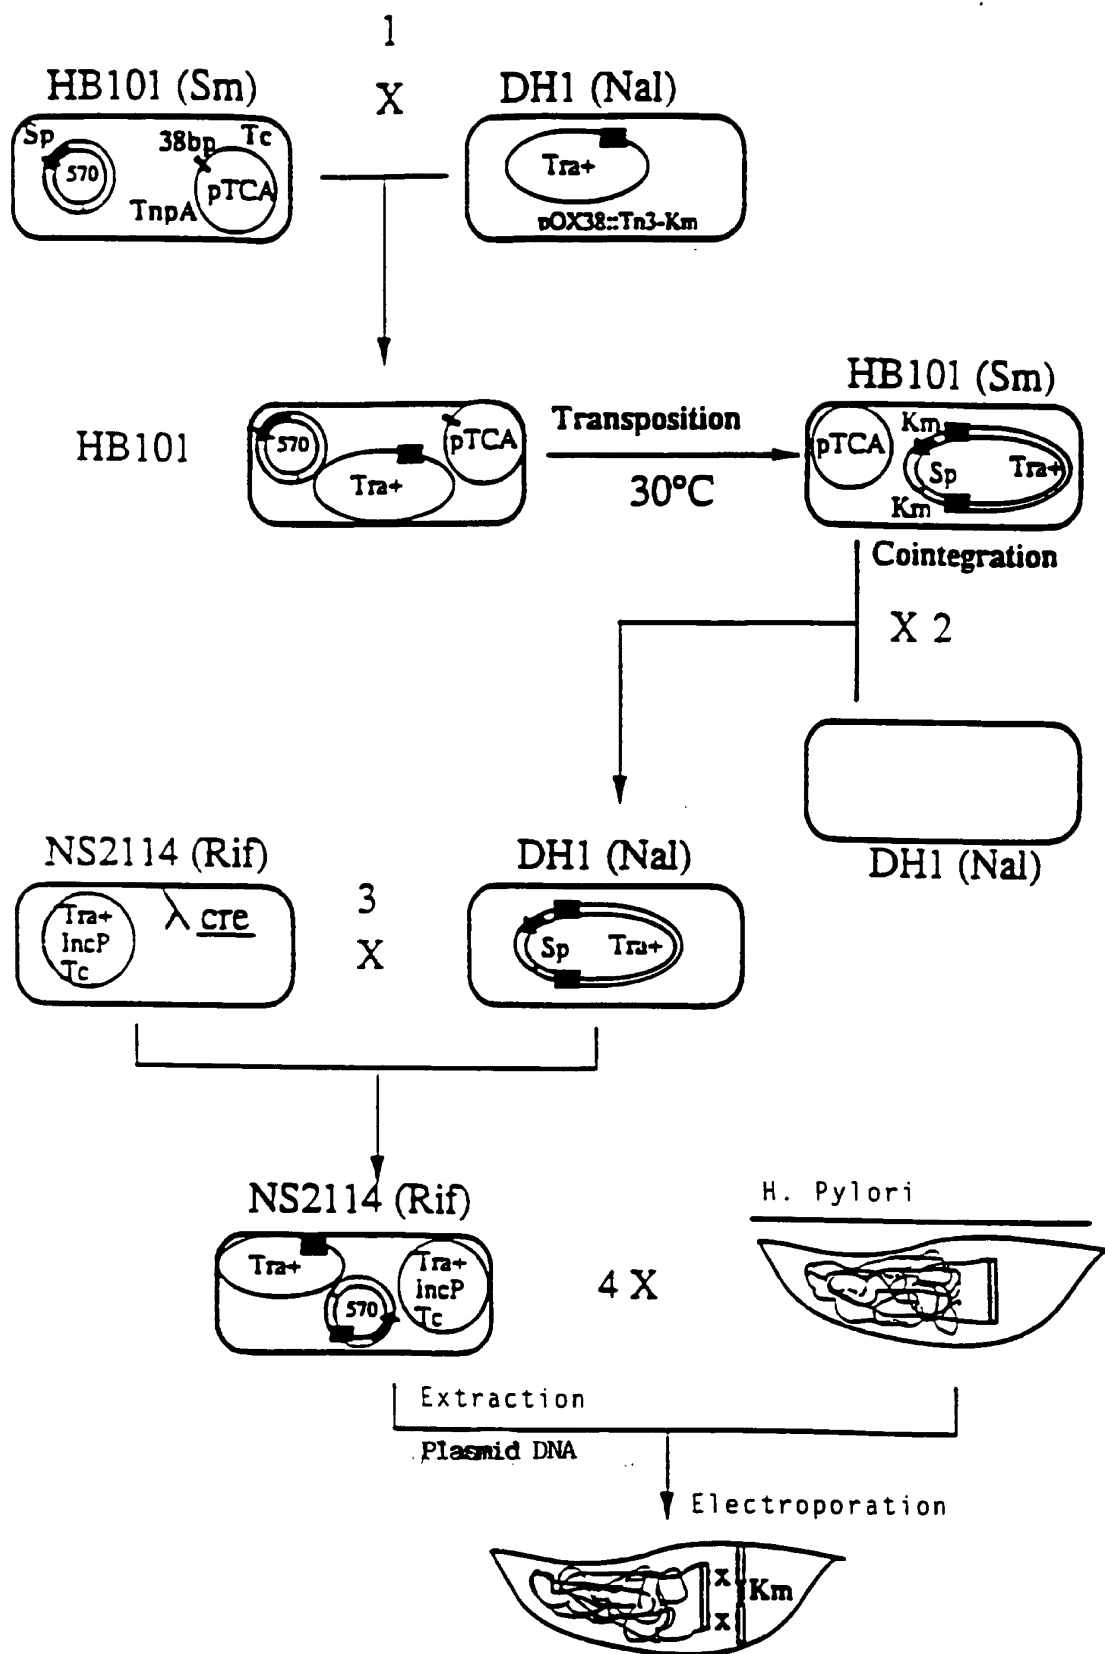 1
HB101 (Sm)
X
DH1 (Nal)
Sp
38bp
Tc
570
pTCA
TnpA
Tra+
pOX38::Tn3-Km
HB101
570
pTCA
Tra+
Transposition
30°C
HB101 (Sm)
pTCA
Km
Sp
Tra+
Km
Cointegration
X 2
DH1 (Nal)
NS2114 (Rif)
3
X
DH1 (Nal)
Tra+
IncP
Tc
λ cre
Sp
Tra+
NS2114 (Rif)
H. Pylori
Tra+
570
Tra+
IncP
Tc
4 X
Extraction
Plasmid DNA
Electroporation
X
Km
X